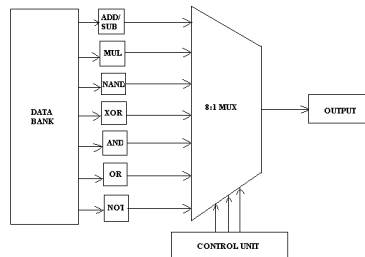 ADD/
SUB
MUL
NAND
XOR
AND
OR
NOT
DATA
BANK
8:1 MUX
OUTPUT
CONTROL UNIT